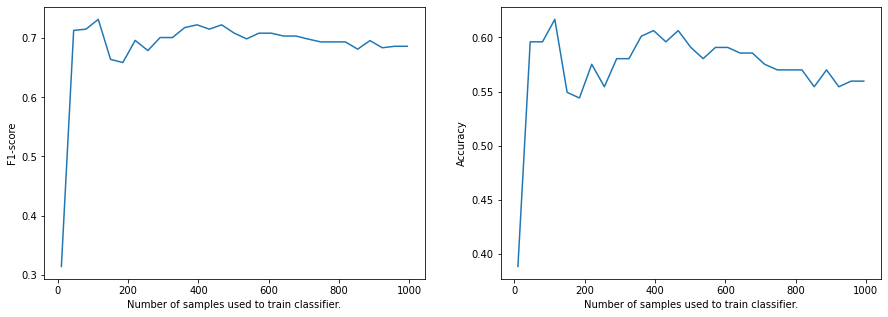 0.7
0.6
0.5
0.4
0.3
F1-score
0 200 400 600 800 1000
Number of samples used to train classifier.
0.60
0.55
0.50
0.45
0.40
Accuracy
0 200 400 600 800 1000
Number of samples used to train classifier.